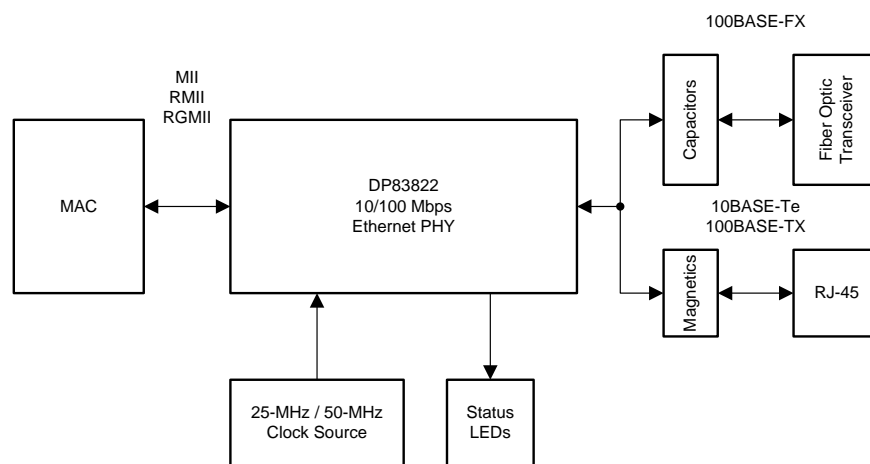 100BASE-FX
MII
RMII
RGMII
Capacitors
Fiber Optic
Transceiver
MAC
DP83822
10/100 Mbps
Ethernet PHY
10BASE-Te
100BASE-TX
Magnetics
RJ-45
25-MHz / 50-MHz
Clock Source
Status
LEDs